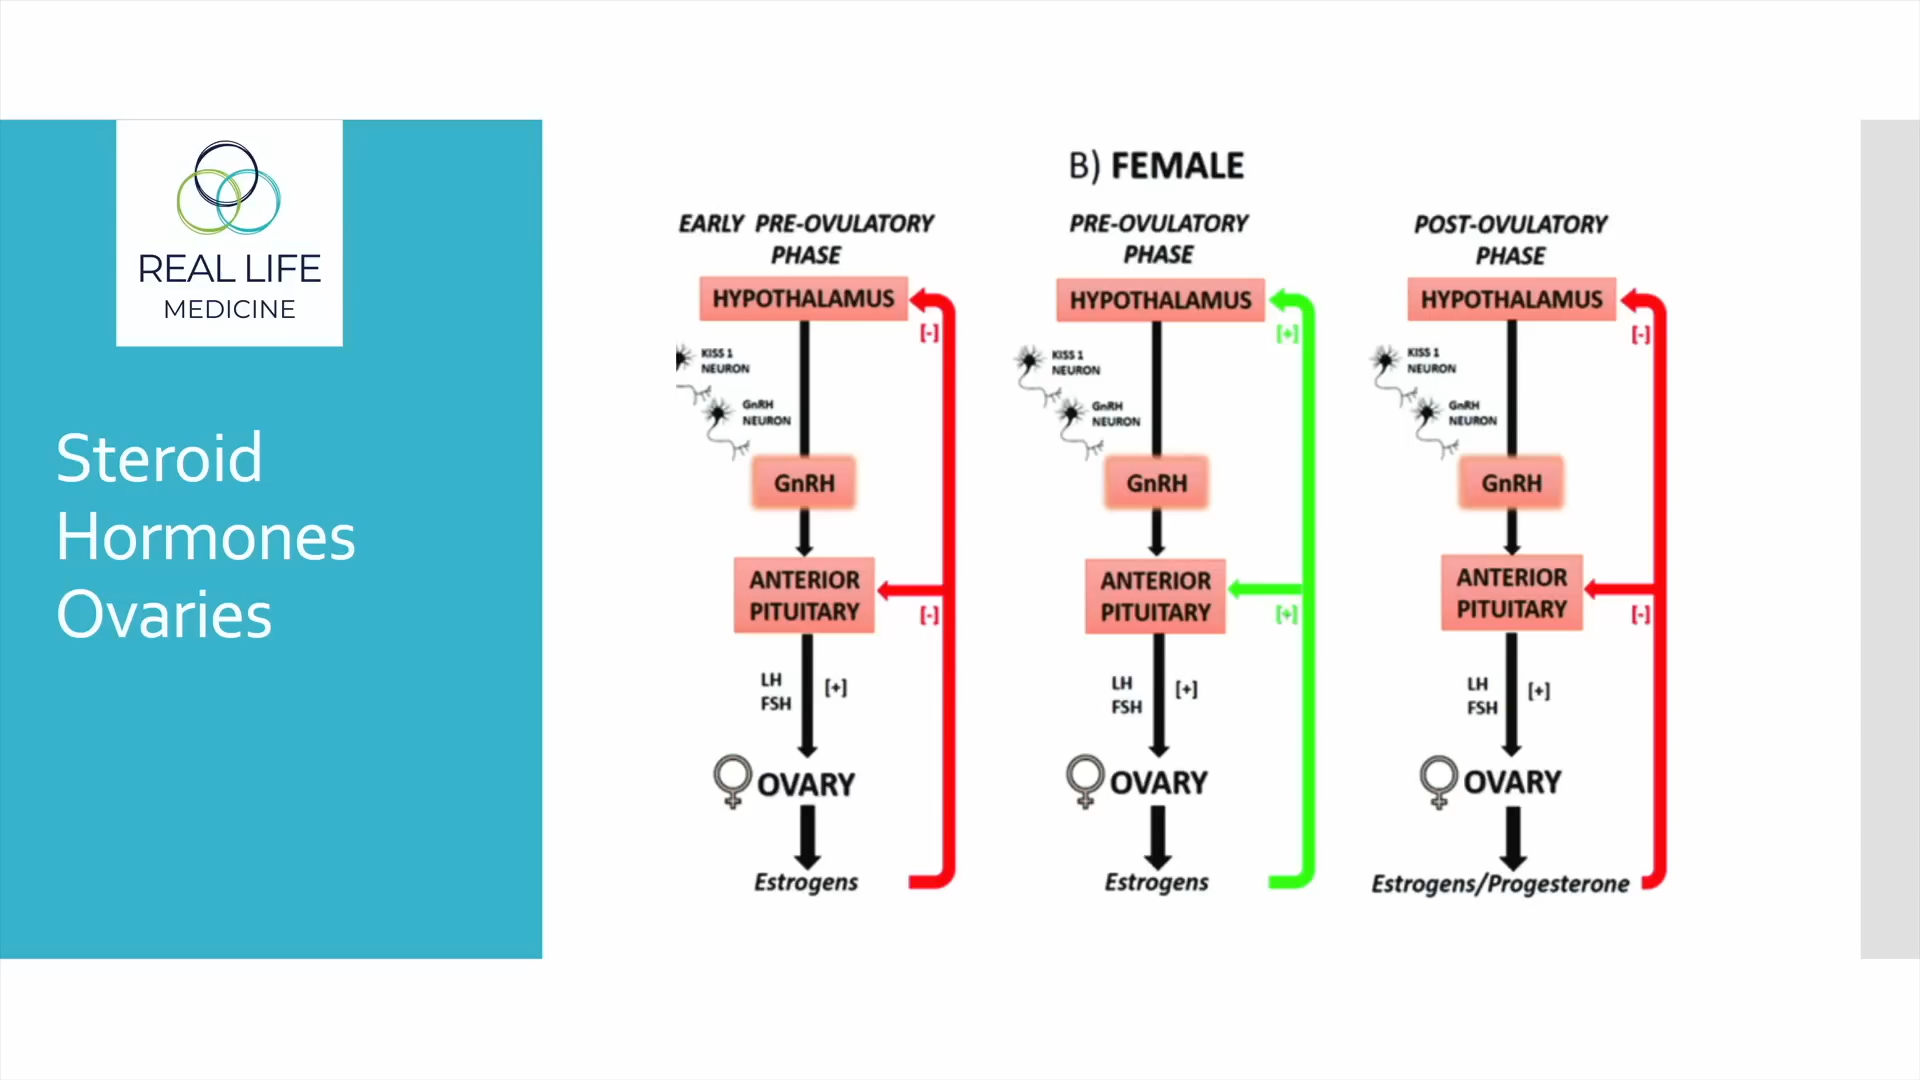 REAL LIFE
MEDICINE
Steroid
Hormones
Ovaries
B) FEMALE
EARLY PRE-OVULATORY
PHASE
HYPOTHALAMUS
[-]
KISS 1
NEURON
GnRH
NEURON
GnRH
ANTERIOR
PITUITARY
[-]
LH
FSH
[+]
OVARY
Estrogens
PRE-OVULATORY
PHASE
HYPOTHALAMUS
[+]
KISS 1
NEURON
GnRH
NEURON
GnRH
ANTERIOR
PITUITARY
[+]
LH
FSH
[+]
OVARY
Estrogens
POST-OVULATORY
PHASE
HYPOTHALAMUS
[-]
KISS 1
NEURON
GnRH
NEURON
GnRH
ANTERIOR
PITUITARY
[-]
LH
FSH
[+]
OVARY
Estrogens/Progesterone